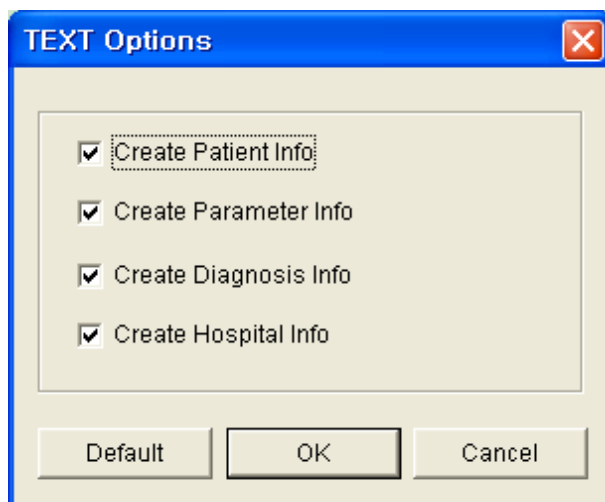 TEXT Options
Create Patient Info
Create Parameter Info
Create Diagnosis Info
Create Hospital Info
Default OK Cancel